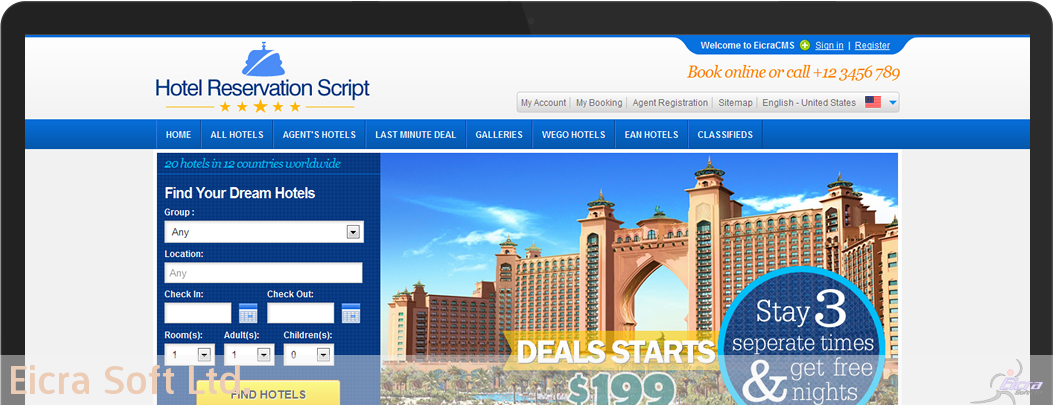 Welcome to EicraCMS Sign in | Register
Hotel Reservation Script
Book online or call +12 3456 789
My Account | My Booking | Agent Registration | Sitemap | English - United States
HOME ALL HOTELS AGENT'S HOTELS LAST MINUTE DEAL GALLERIES WEGO HOTELS EAN HOTELS CLASSIFIEDS
20 hotels in 12 countries worldwide
Find Your Dream Hotels
Group :
Any
Location:
Any
Check In: Check Out:
Room(s): Adult(s): Children(s):
1 1 0
FIND HOTELS
DEALS STARTS
$199
Stay 3
seperate times
& get free
nights
Eicra Soft Ltd.
Eicra